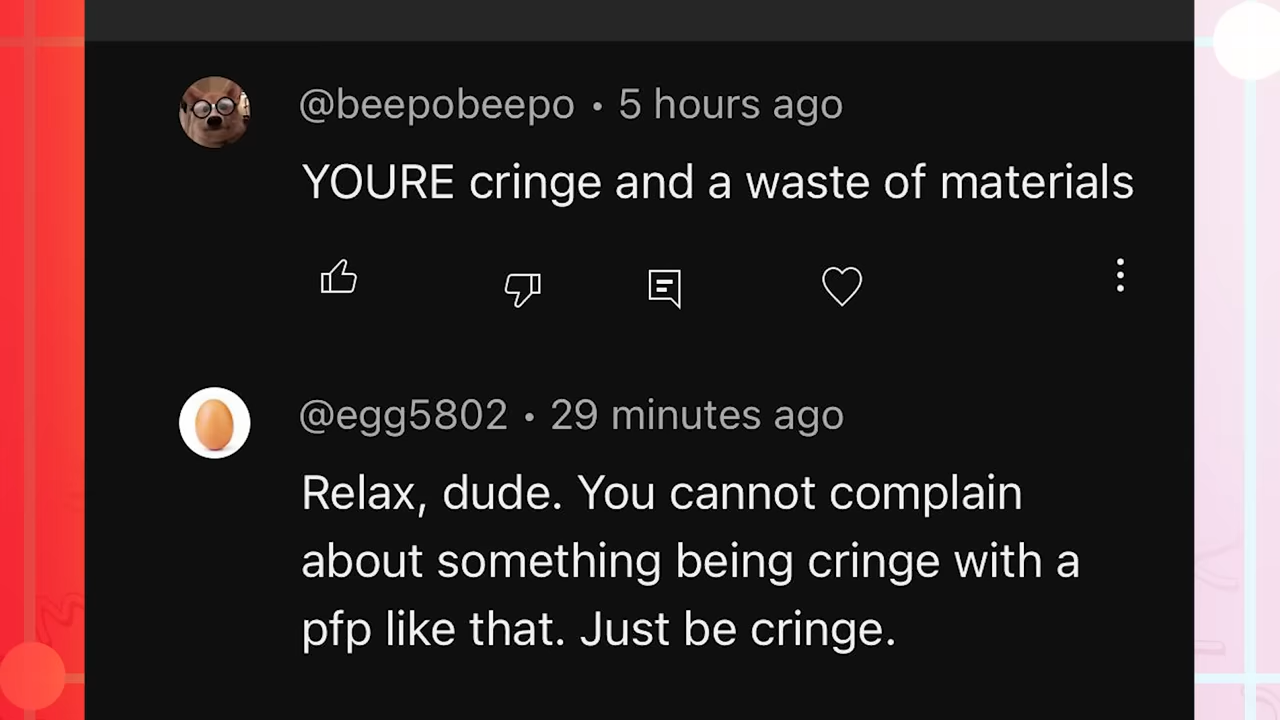 @beepobeepo • 5 hours ago
YOURE cringe and a waste of materials
@egg5802 • 29 minutes ago
Relax, dude. You cannot complain
about something being cringe with a
pfp like that. Just be cringe.